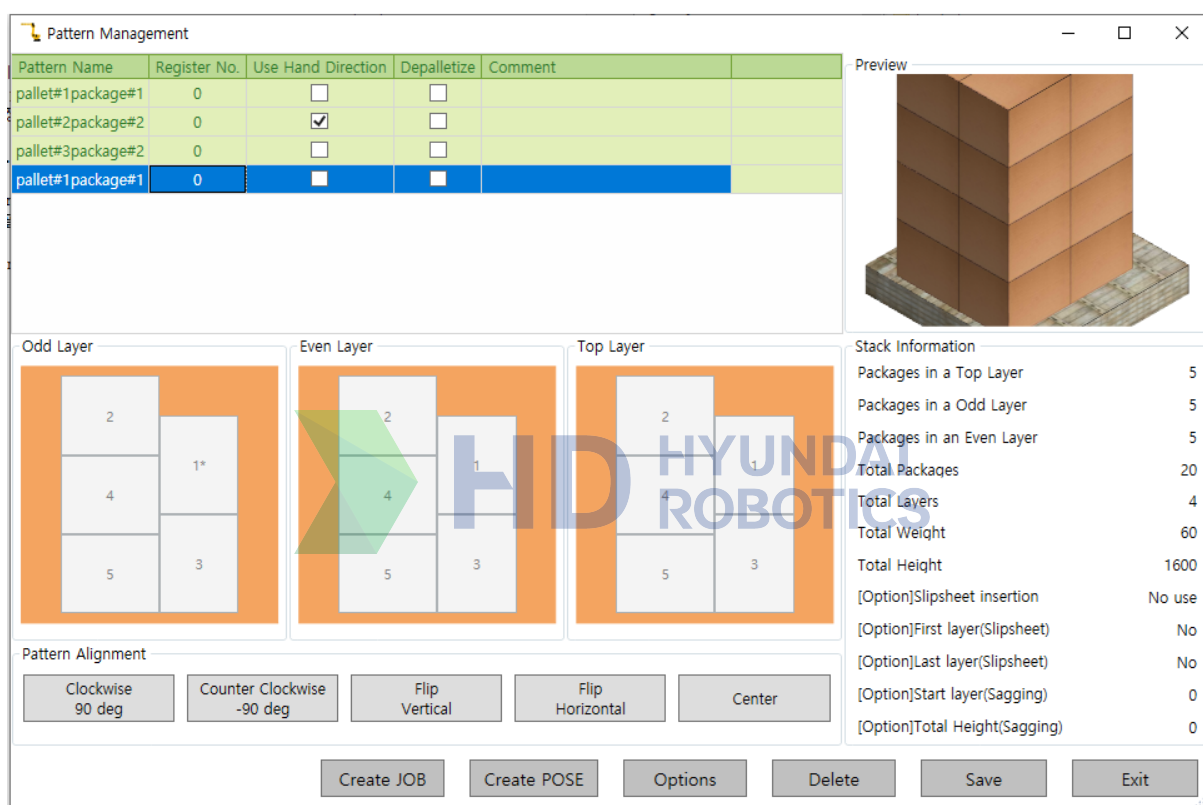 Pattern Management
Pattern Name Register No. Use Hand Direction Depalletize Comment
pallet#1package#1 0
pallet#2package#2 0
pallet#3package#2 0
pallet#1package#1 0
Preview
Odd Layer
2
1*
4
3
5
Even Layer
2
1
4
3
5
Top Layer
2
1
4
3
5
HD HYUNDAI
ROBOTICS
Stack Information
Packages in a Top Layer 5
Packages in a Odd Layer 5
Packages in an Even Layer 5
Total Packages 20
Total Layers 4
Total Weight 60
Total Height 1600
[Option]Slipsheet insertion No use
[Option]First layer(Slipsheet) No
[Option]Last layer(Slipsheet) No
[Option]Start layer(Sagging) 0
[Option]Total Height(Sagging) 0
Pattern Alignment
Clockwise
90 deg
Counter Clockwise
-90 deg
Flip
Vertical
Flip
Horizontal
Center
Create JOB Create POSE Options Delete Save Exit